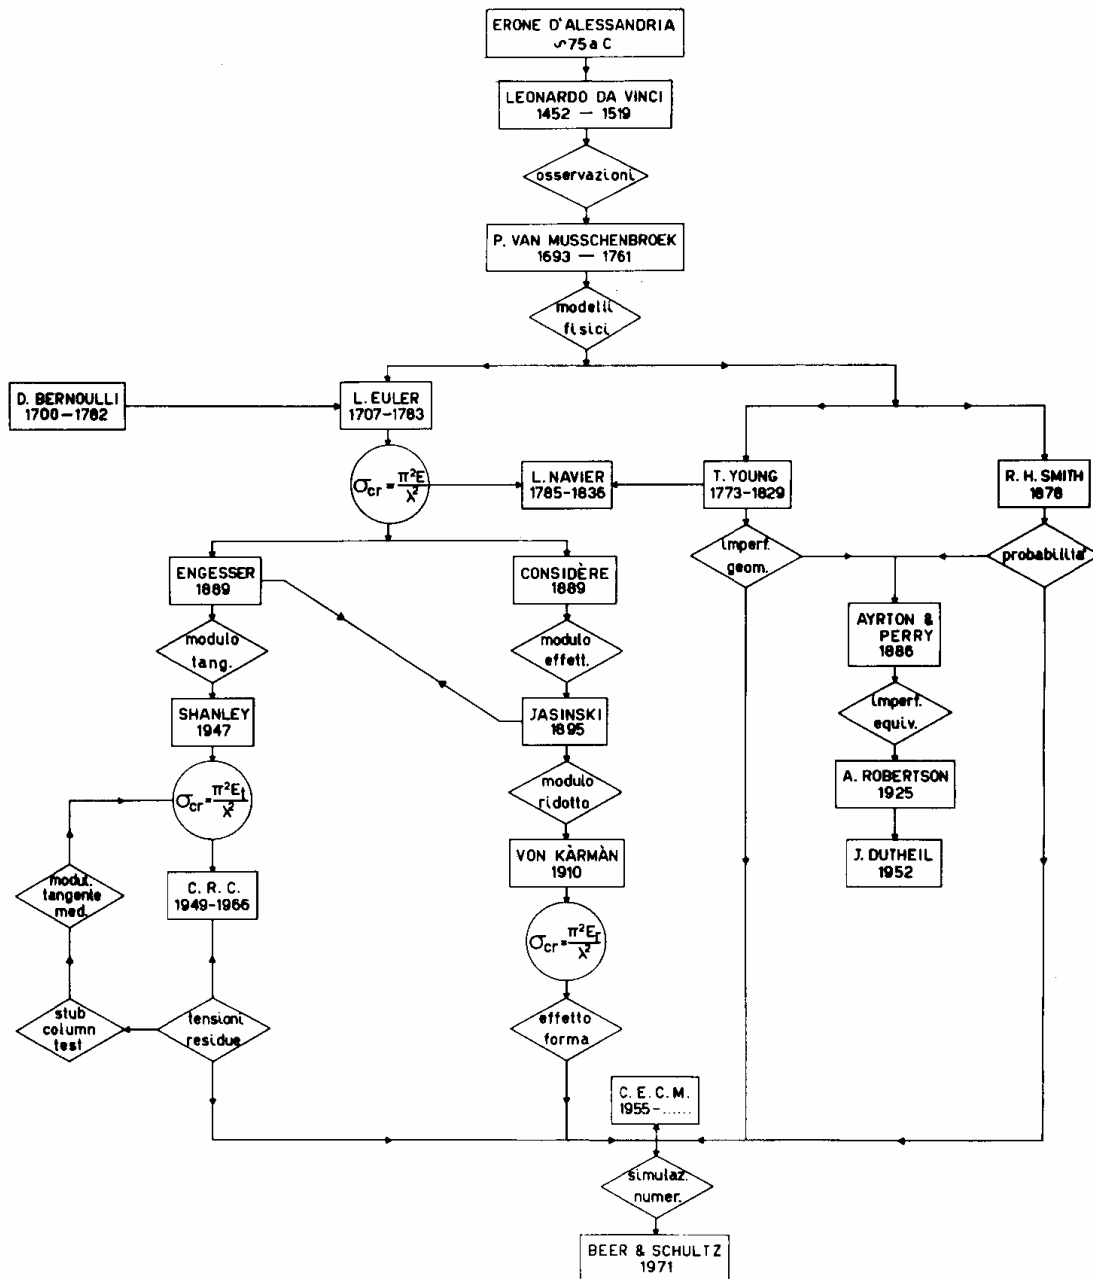 ERONE D'ALESSANDRIA
∽75 a C
LEONARDO DA VINCI
1452 — 1519
osservazioni
P. VAN MUSSCHENBROEK
1693 — 1761
modelli
fisici
D. BERNOULLI
1700-1782
L. EULER
1707-1783
σcr = π²E/λ²
L. NAVIER
1785-1836
T. YOUNG
1773-1829
R. H. SMITH
1878
imperf.
geom.
probabilita'
ENGESSER
1889
CONSIDÈRE
1889
AYRTON &
PERRY
1886
modulo
tang.
modulo
effett.
imperf.
equiv.
SHANLEY
1947
JASINSKI
1895
A. ROBERTSON
1925
σcr = π²Et/λ²
modulo
ridotto
J. DUTHEIL
1952
VON KÀRMÀN
1910
modul.
tangente
med.
C. R. C.
1949-1966
σcr = π²Er/λ²
stub
column
test
tensioni
residue
effetto
forma
C. E. C. M.
1955-......
simulaz.
numer.
BEER & SCHULTZ
1971